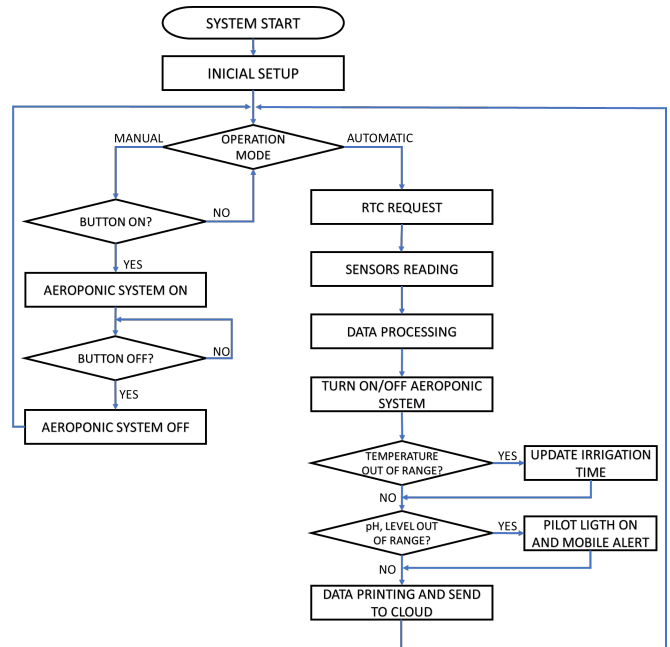 SYSTEM START
INICIAL SETUP
MANUAL
OPERATION
MODE
AUTOMATIC
BUTTON ON?
NO
YES
AEROPONIC SYSTEM ON
BUTTON OFF?
NO
YES
AEROPONIC SYSTEM OFF
RTC REQUEST
SENSORS READING
DATA PROCESSING
TURN ON/OFF AEROPONIC
SYSTEM
TEMPERATURE
OUT OF RANGE?
YES
UPDATE IRRIGATION
TIME
NO
pH, LEVEL OUT
OF RANGE?
YES
PILOT LIGTH ON
AND MOBILE ALERT
NO
DATA PRINTING AND SEND
TO CLOUD